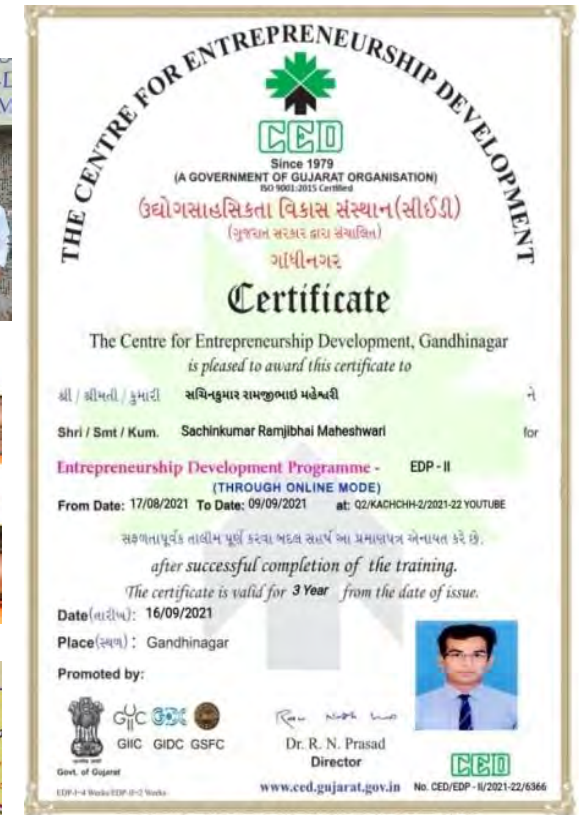 THE CENTRE FOR ENTREPRENEURSHIP DEVELOPMENT
CED
Since 1979
(A GOVERNMENT OF GUJARAT ORGANISATION)
ISO 9001:2015 Certified
ઉદ્યોગસાહસિકતા વિકાસ સંસ્થાન(સીઈડી)
(ગુજરાત સરકાર દ્વારા સંચાલિત)
ગાંધીનગર
Certificate
The Centre for Entrepreneurship Development, Gandhinagar
is pleased to award this certificate to
શ્રી / શ્રીમતી / કુમારી સચિનકુમાર રામજીભાઇ મહેશ્વરી ને
Shri / Smt / Kum. Sachinkumar Ramjibhai Maheshwari for
Entrepreneurship Development Programme - EDP - II
(THROUGH ONLINE MODE)
From Date: 17/08/2021 To Date: 09/09/2021 at: Q2/KACHCHH-2/2021-22 YOUTUBE
સફળતાપૂર્વક તાલીમ પૂર્ણ કરવા બદલ સહર્ષ આ પ્રમાણપત્ર એનાયત કરે છે.
after successful completion of the training.
The certificate is valid for 3 Year from the date of issue.
Date(તારીખ): 16/09/2021
Place(સ્થળ): Gandhinagar
Promoted by:
GIIC GIDC GSFC
Dr. R. N. Prasad
Director
Govt. of Gujarat
CED
www.ced.gujarat.gov.in No. CED/EDP - II/2021-22/6366
EDP-I=4 Weeks/EDP-II=2 Weeks